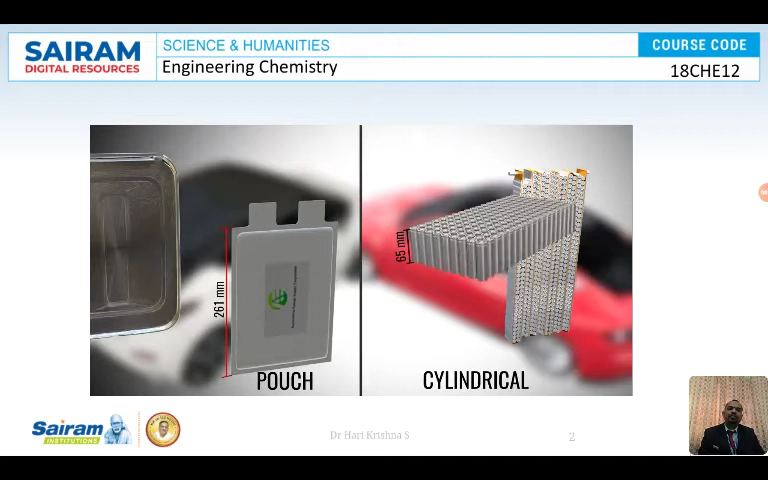 SAIRAM
DIGITAL RESOURCES
SCIENCE & HUMANITIES
Engineering Chemistry
COURSE CODE
18CHE12
261 mm
POUCH
65 mm
CYLINDRICAL
Sairam
INSTITUTIONS
Dr Hari Krishna S
2